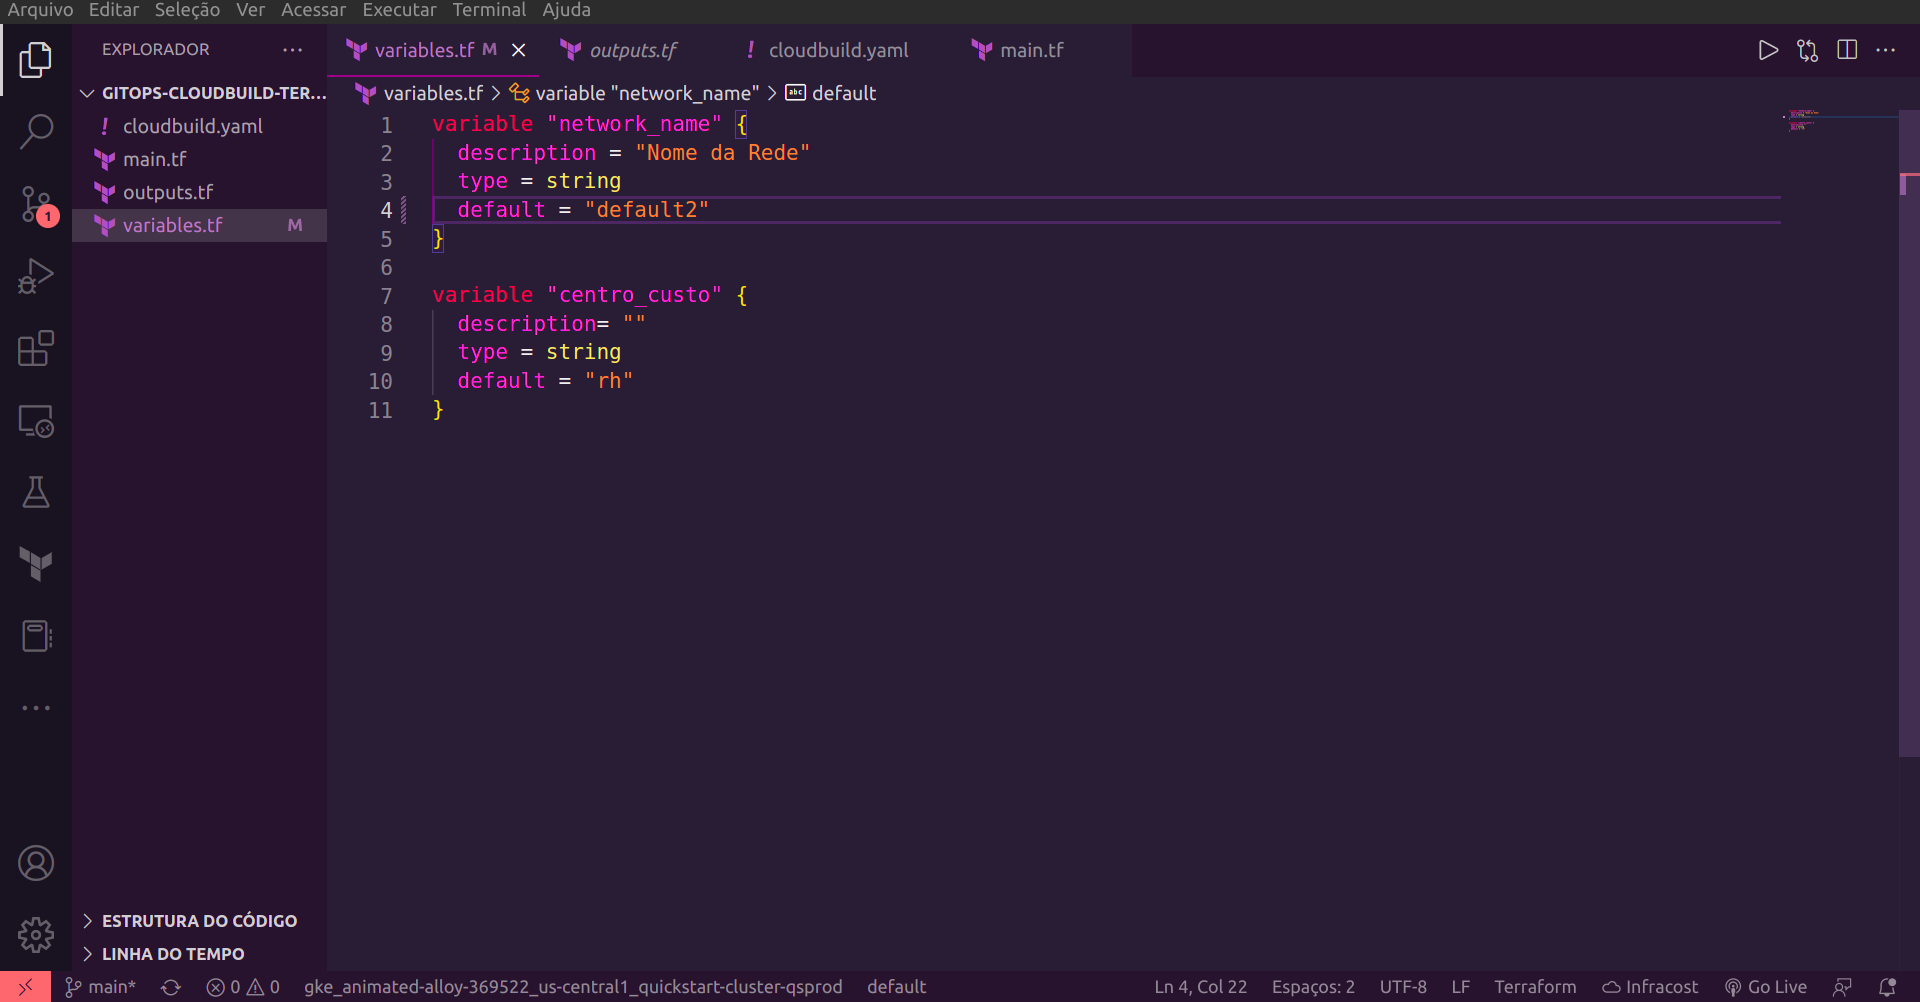 Arquivo Editar Seleção Ver Acessar Executar Terminal Ajuda
EXPLORADOR ···
variables.tf M
outputs.tf
! cloudbuild.yaml
main.tf
GITOPS-CLOUDBUILD-TER...
! cloudbuild.yaml
main.tf
outputs.tf
variables.tf M
1
variables.tf > variable "network_name" > default
1 variable "network_name" {
2 description = "Nome da Rede"
3 type = string
4 default = "default2"
5 }
6
7 variable "centro_custo" {
8 description= ""
9 type = string
10 default = "rh"
11 }
ESTRUTURA DO CÓDIGO
LINHA DO TEMPO
main* 0 0 gke_animated-alloy-369522_us-central1_quickstart-cluster-qsprod default Ln 4, Col 22 Espaços: 2 UTF-8 LF Terraform Infracost Go Live